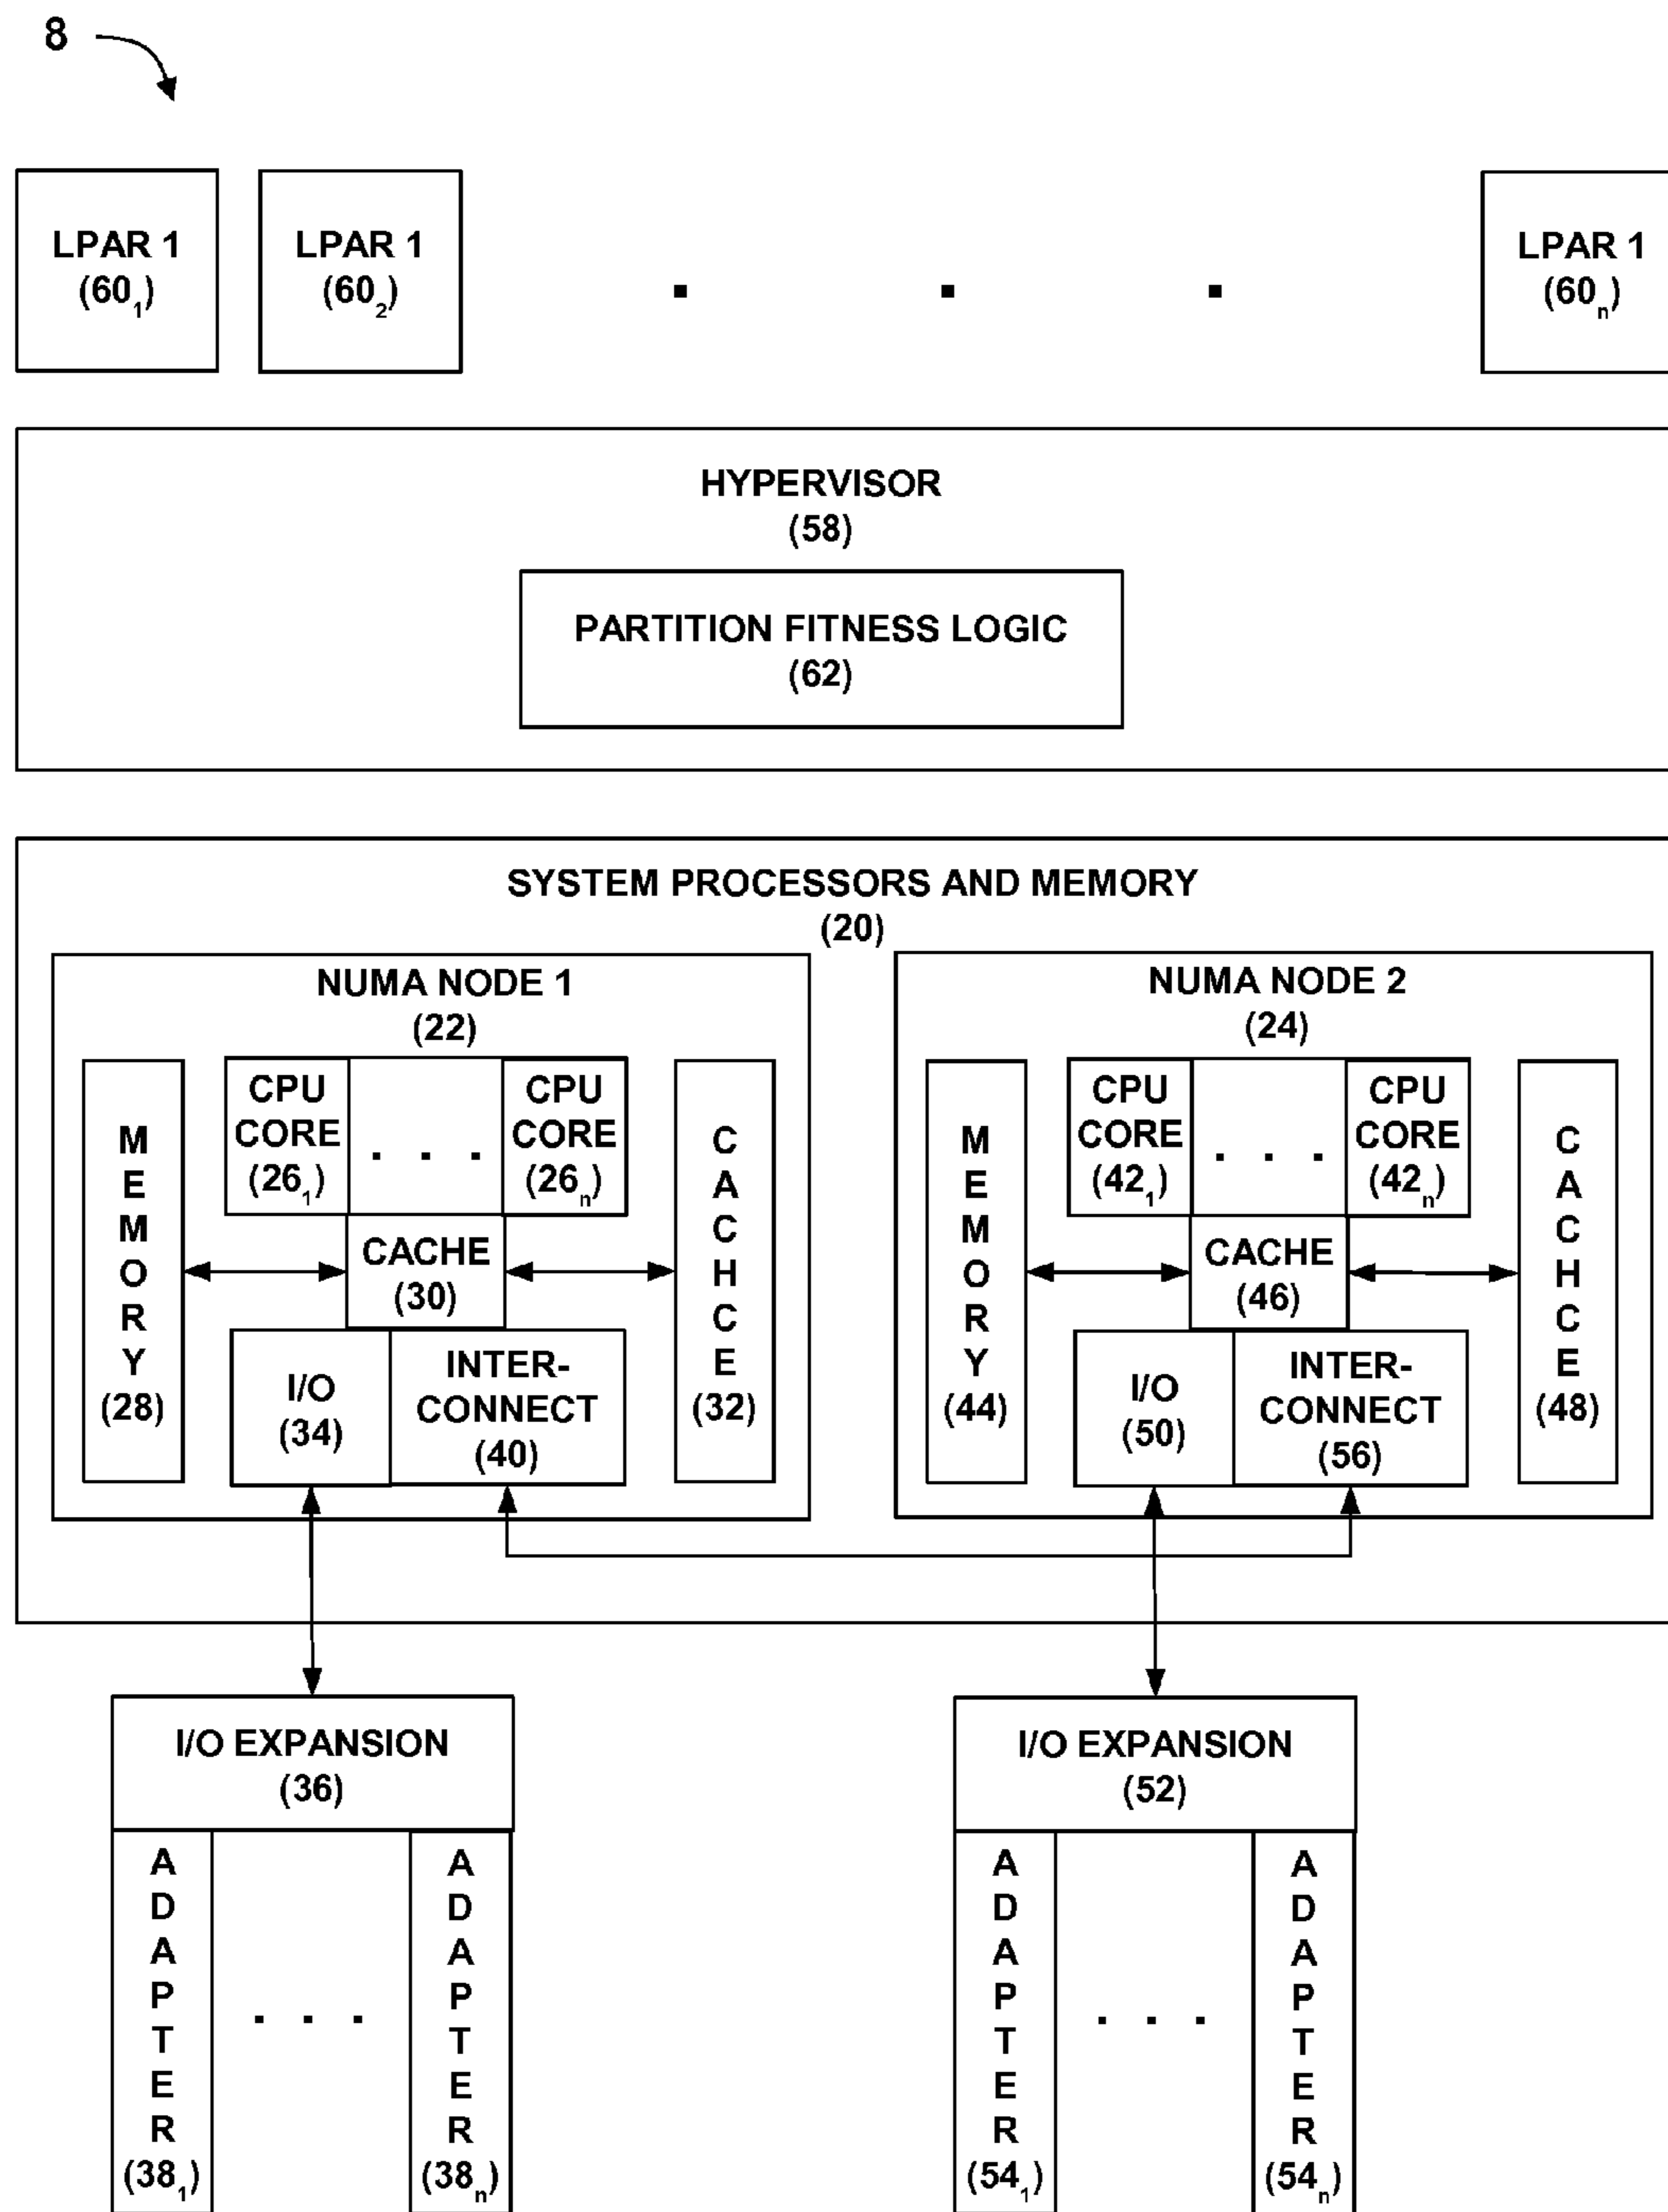 8
LPAR 1
(60₁)
LPAR 1
(60₂)
. . .
LPAR 1
(60ₙ)
HYPERVISOR
(58)
PARTITION FITNESS LOGIC
(62)
SYSTEM PROCESSORS AND MEMORY
(20)
NUMA NODE 1
(22)
MEMORY
(28)
CPU
CORE
(26₁)
. . .
CPU
CORE
(26ₙ)
CACHE
(30)
I/O
(34)
INTER-
CONNECT
(40)
CACHCE
(32)
NUMA NODE 2
(24)
MEMORY
(44)
CPU
CORE
(42₁)
. . .
CPU
CORE
(42ₙ)
CACHE
(46)
I/O
(50)
INTER-
CONNECT
(56)
CACHCE
(48)
I/O EXPANSION
(36)
ADAPTER
(38₁)
. . .
ADAPTER
(38ₙ)
I/O EXPANSION
(52)
ADAPTER
(54₁)
. . .
ADAPTER
(54ₙ)